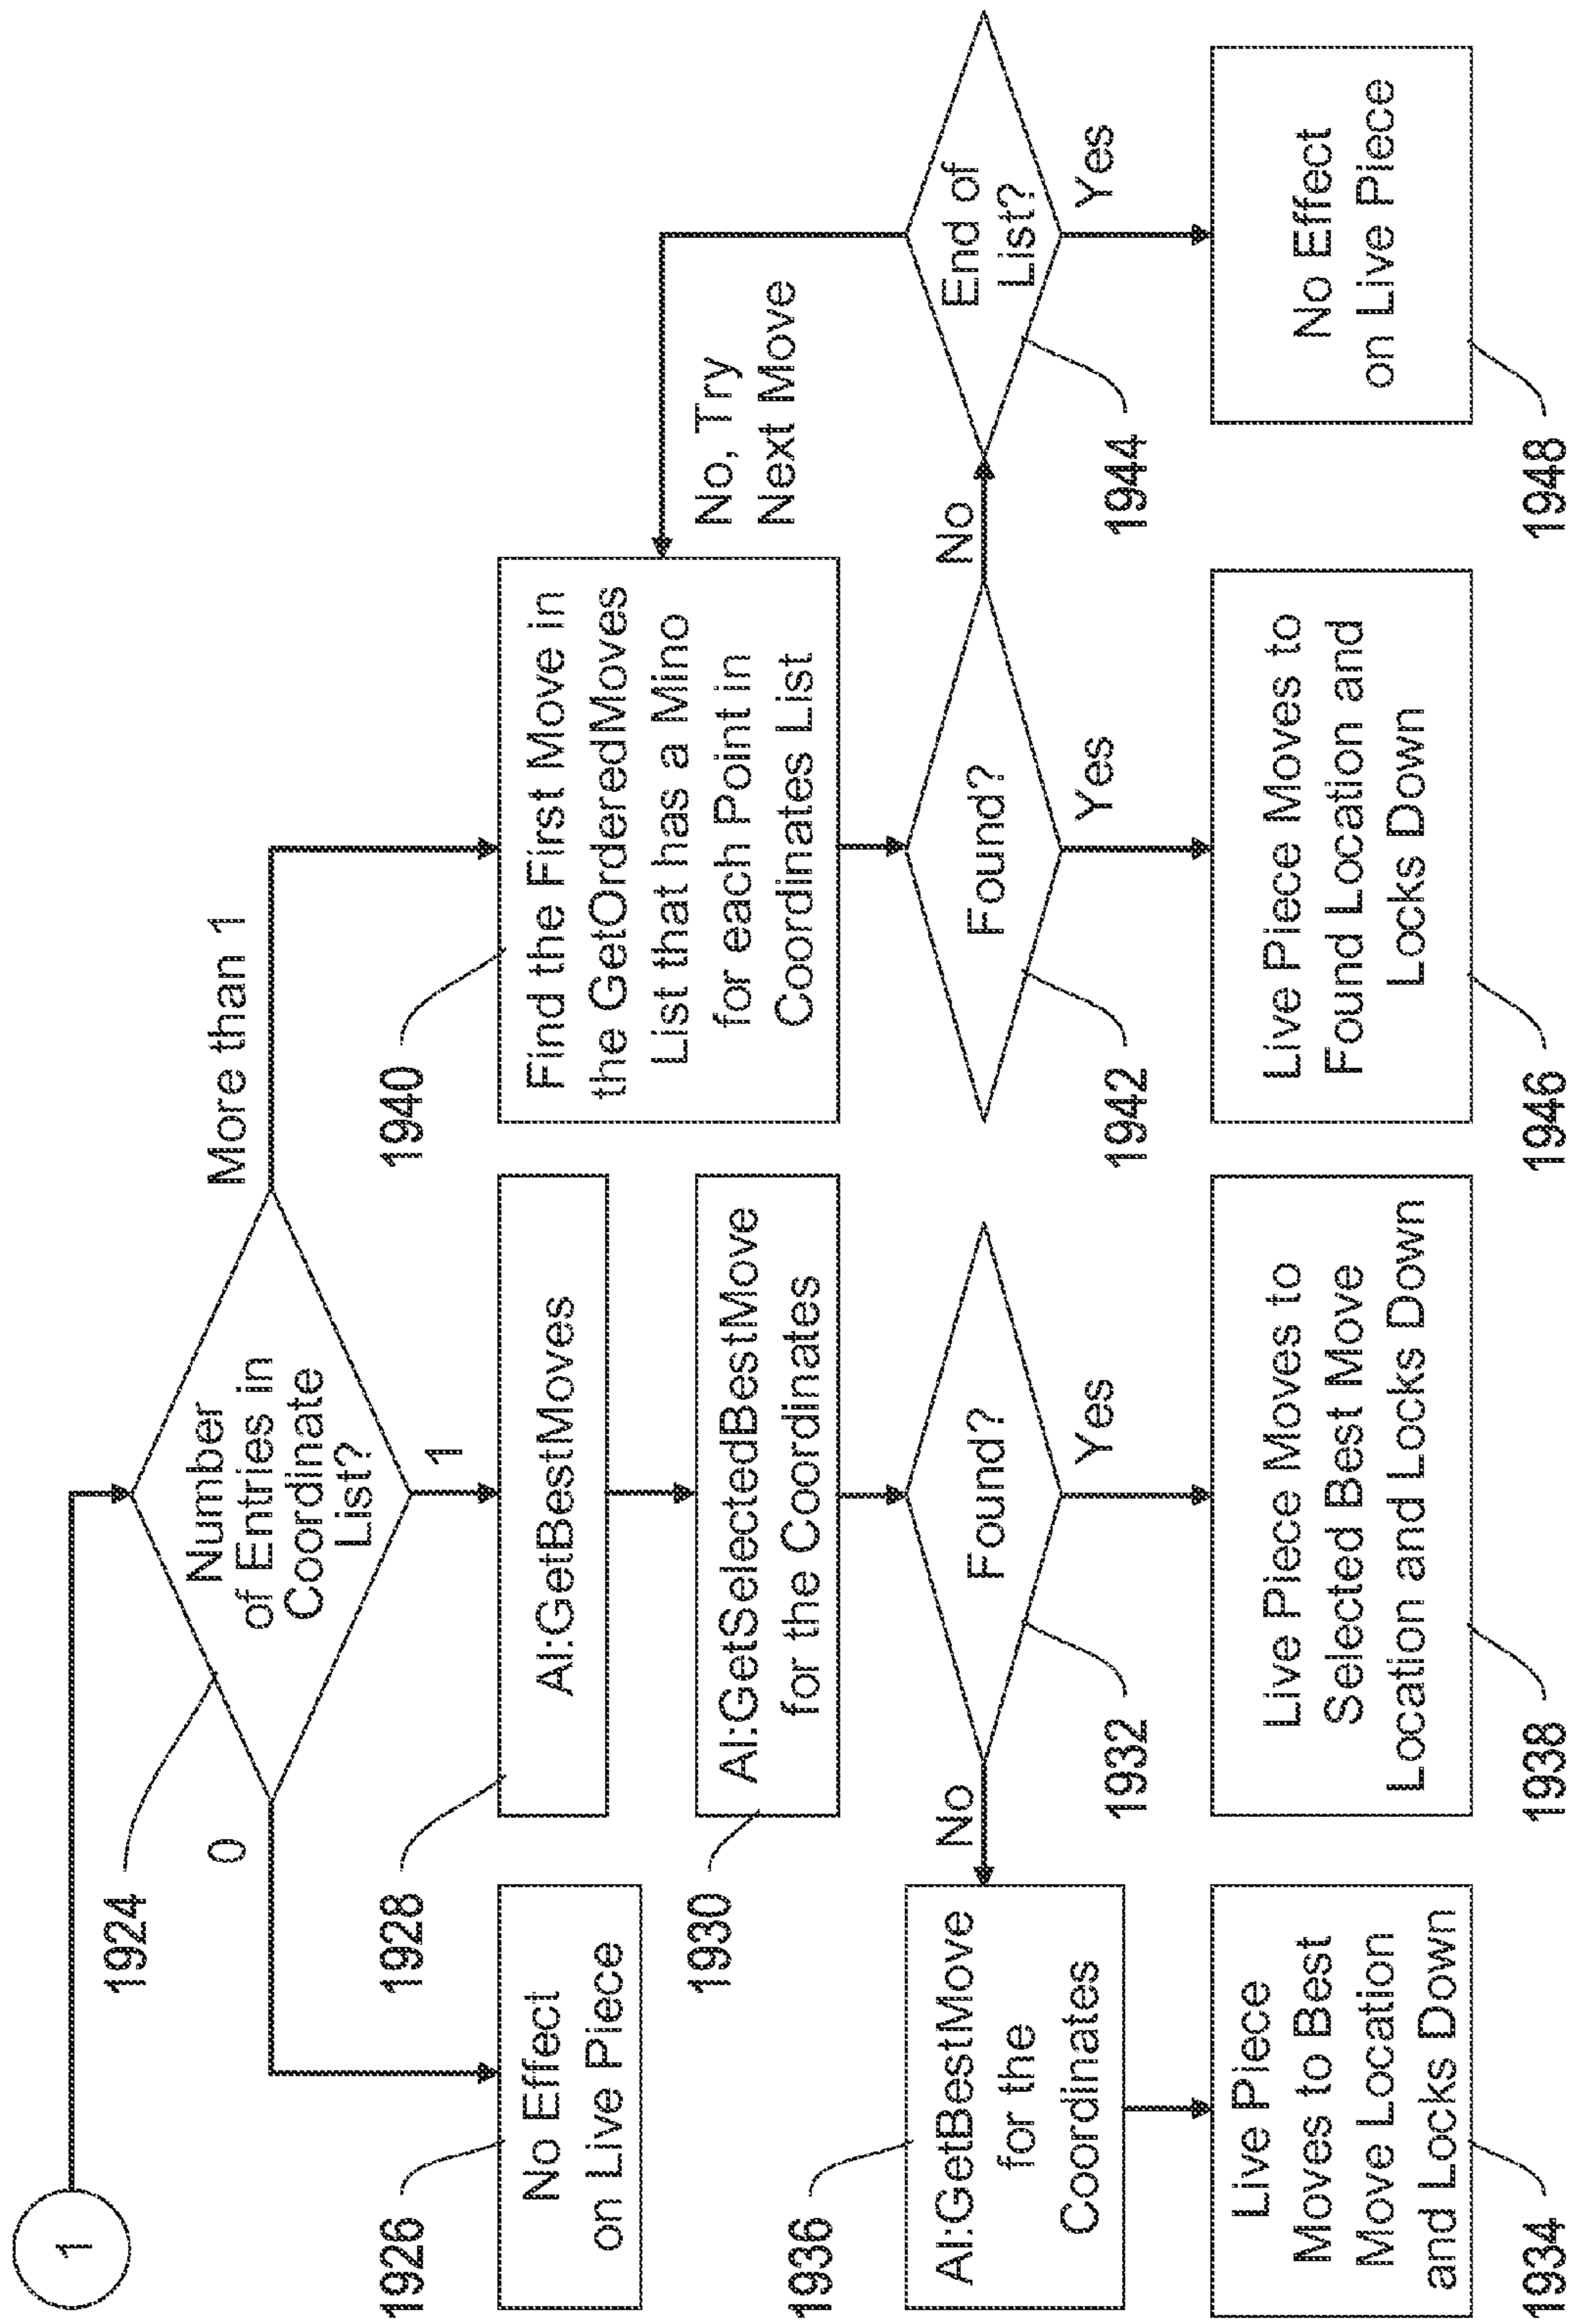 1
1924
Number
of Entries in
Coordinate
List?
0
1
More than 1
1926
No Effect
on Live Piece
1928
AI:GetBestMoves
1930
AI:GetSelectedBestMove
for the Coordinates
1932
Found?
No
Yes
1936
AI:GetBestMove
for the
Coordinates
1934
Live Piece
Moves to Best
Move Location
and Locks Down
1938
Live Piece Moves to
Selected Best Move
Location and Locks Down
1940
Find the First Move in
the GetOrderedMoves
List that has a Mino
for each Point in
Coordinates List
1942
Found?
No
Yes
No, Try
Next Move
1944
End of
List?
Yes
1946
Live Piece Moves to
Found Location and
Locks Down
1948
No Effect
on Live Piece